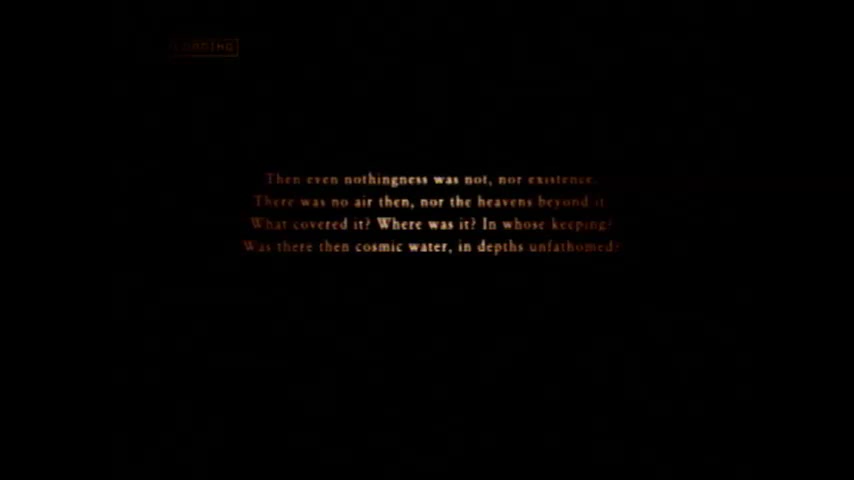 Then even nothingness was not, nor existence.
There was no air then, nor the heavens beyond it
What covered it? Where was it? In whose keeping?
Was there then cosmic water, in depths unfathomed?